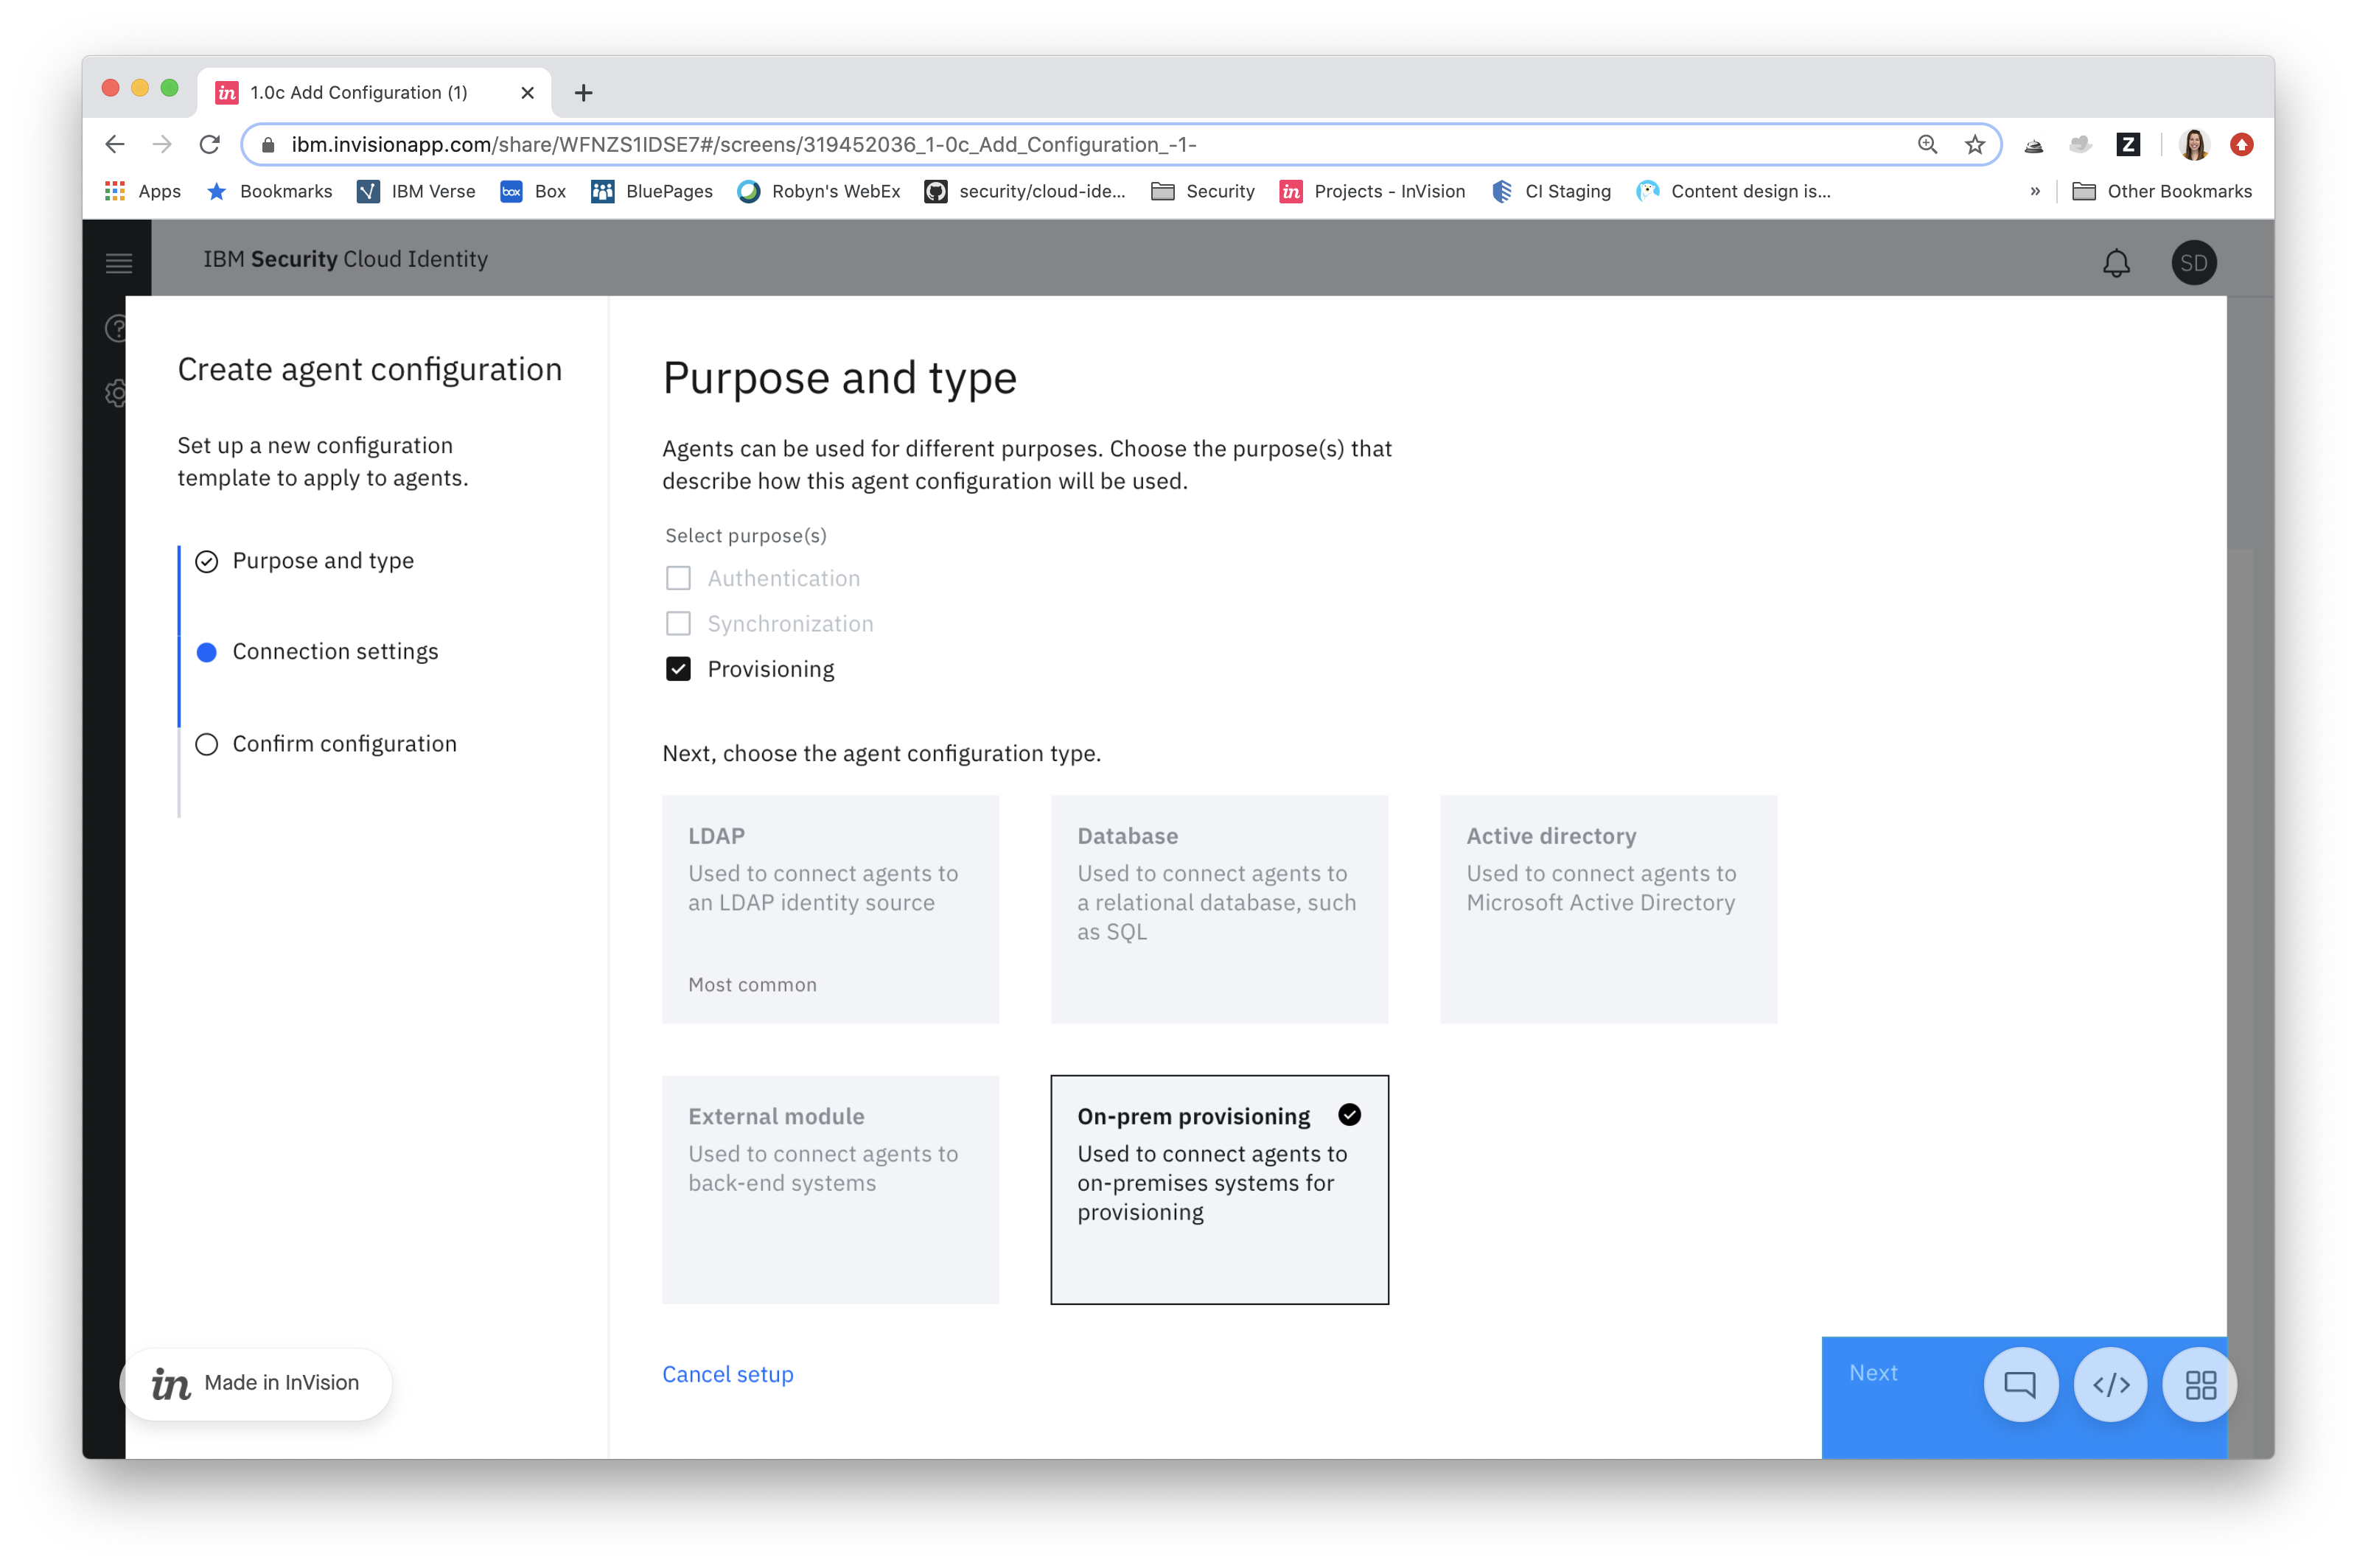 in 1.0c Add Configuration (1)
ibm.invisionapp.com/share/WFNZS1IDSE7#/screens/319452036_1-0c_Add_Configuration_-1-
Z
Apps Bookmarks IBM Verse box Box BluePages Robyn's WebEx security/cloud-ide... Security in Projects - InVision CI Staging Content design is... » Other Bookmarks
IBM Security Cloud Identity
SD
Create agent configuration
Set up a new configuration
template to apply to agents.
Purpose and type
Connection settings
Confirm configuration
Purpose and type
Agents can be used for different purposes. Choose the purpose(s) that
describe how this agent configuration will be used.
Select purpose(s)
Authentication
Synchronization
Provisioning
Next, choose the agent configuration type.
LDAP
Used to connect agents to
an LDAP identity source
Most common
Database
Used to connect agents to
a relational database, such
as SQL
Active directory
Used to connect agents to
Microsoft Active Directory
External module
Used to connect agents to
back-end systems
On-prem provisioning
Used to connect agents to
on-premises systems for
provisioning
Cancel setup
Next
in Made in InVision